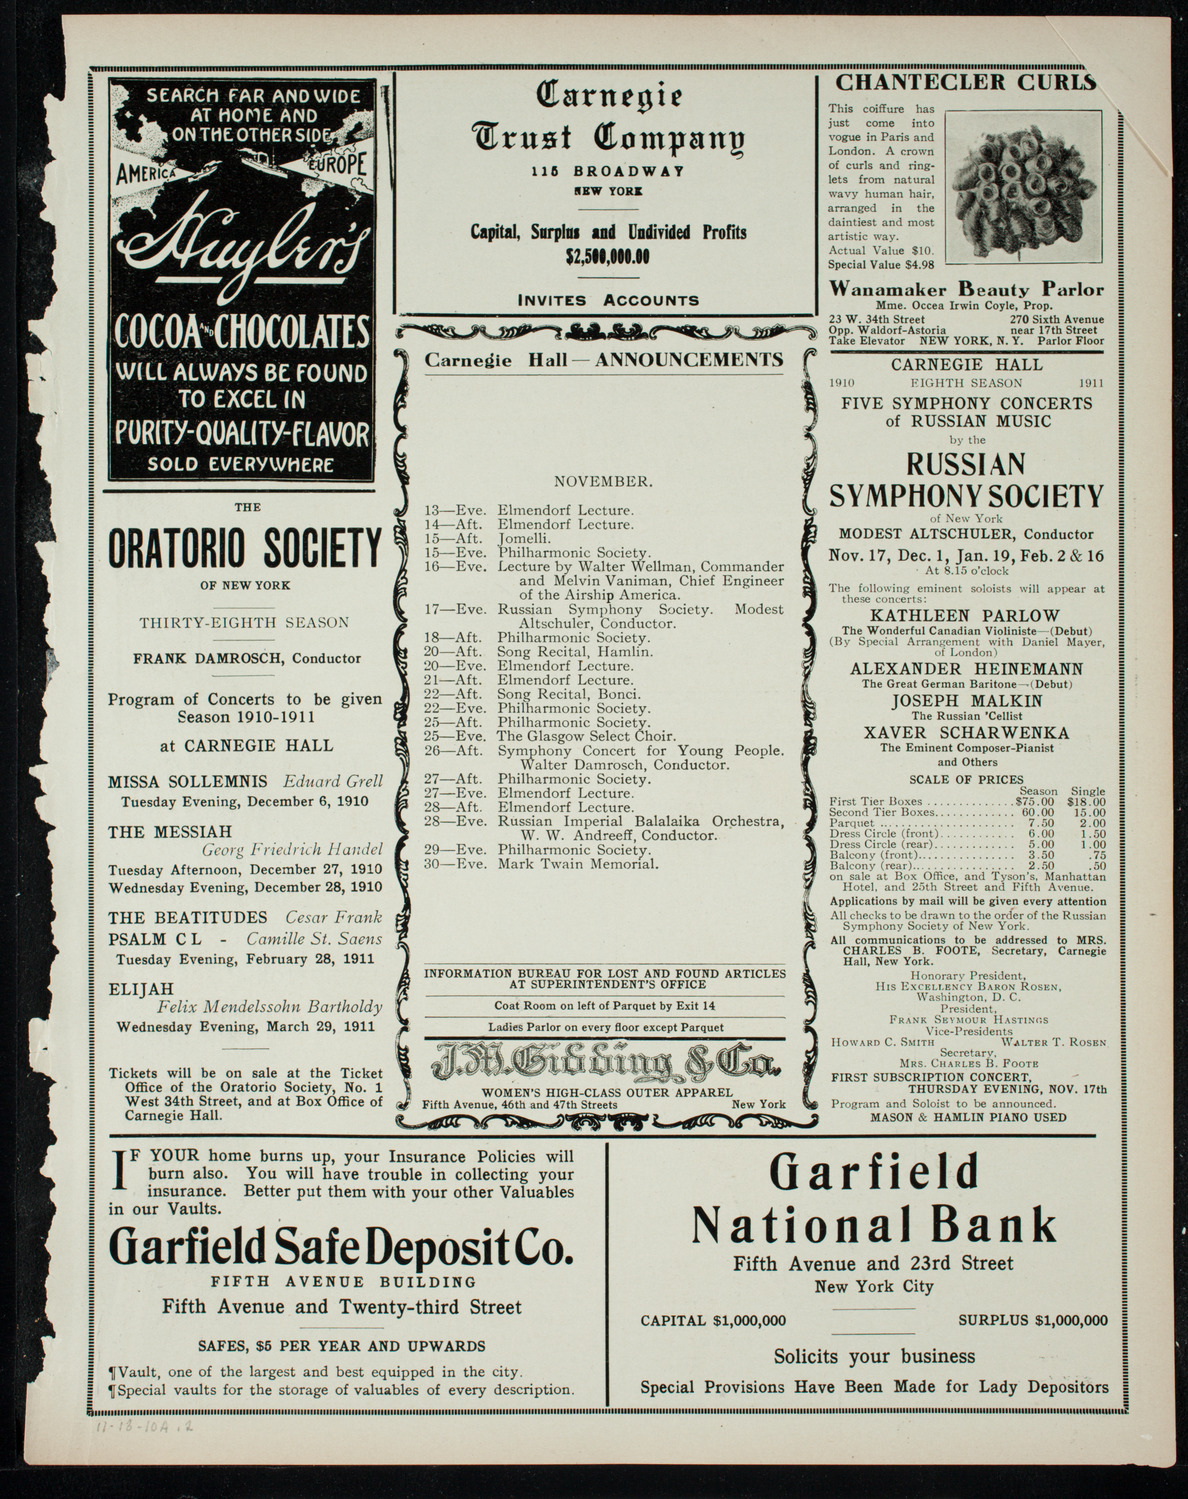 SEARCH FAR AND WIDE
AT HOME AND
ON THE OTHER SIDE
AMERICA
EUROPE
Huyler's
COCOA AND CHOCOLATES
WILL ALWAYS BE FOUND
TO EXCEL IN
PURITY-QUALITY-FLAVOR
SOLD EVERYWHERE
THE
ORATORIO SOCIETY
OF NEW YORK
THIRTY-EIGHTH SEASON
FRANK DAMROSCH, Conductor
Program of Concerts to be given
Season 1910-1911
at CARNEGIE HALL
MISSA SOLLEMNIS Eduard Grell
Tuesday Evening, December 6, 1910
THE MESSIAH
Georg Friedrich Handel
Tuesday Afternoon, December 27, 1910
Wednesday Evening, December 28, 1910
THE BEATITUDES Cesar Frank
PSALM CL - Camille St. Saens
Tuesday Evening, February 28, 1911
ELIJAH
Felix Mendelssohn Bartholdy
Wednesday Evening, March 29, 1911
Tickets will be on sale at the Ticket
Office of the Oratorio Society, No. 1
West 34th Street, and at Box Office of
Carnegie Hall.
Carnegie
Trust Company
115 BROADWAY
NEW YORK
Capital, Surplus and Undivided Profits
$2,500,000.00
INVITES ACCOUNTS
Carnegie Hall — ANNOUNCEMENTS
NOVEMBER.
13—Eve. Elmendorf Lecture.
14—Aft. Elmendorf Lecture.
15—Aft. Jomelli.
15—Eve. Philharmonic Society.
16—Eve. Lecture by Walter Wellman, Commander
and Melvin Vaniman, Chief Engineer
of the Airship America.
17—Eve. Russian Symphony Society. Modest
Altschuler, Conductor.
18—Aft. Philharmonic Society.
20—Aft. Song Recital, Hamlin.
20—Eve. Elmendorf Lecture.
21—Aft. Elmendorf Lecture.
22—Aft. Song Recital, Bonci.
22—Eve. Philharmonic Society.
25—Aft. Philharmonic Society.
25—Eve. The Glasgow Select Choir.
26—Aft. Symphony Concert for Young People.
Walter Damrosch, Conductor.
27—Aft. Philharmonic Society.
27—Eve. Elmendorf Lecture.
28—Aft. Elmendorf Lecture.
28—Eve. Russian Imperial Balalaika Orchestra,
W. W. Andreeff, Conductor.
29—Eve. Philharmonic Society.
30—Eve. Mark Twain Memorial.
INFORMATION BUREAU FOR LOST AND FOUND ARTICLES
AT SUPERINTENDENT'S OFFICE
Coat Room on left of Parquet by Exit 14
Ladies Parlor on every floor except Parquet
J. M. Gidding & Co.
WOMEN'S HIGH-CLASS OUTER APPAREL
Fifth Avenue, 46th and 47th Streets New York
CHANTECLER CURLS
This coiffure has
just come into
vogue in Paris and
London. A crown
of curls and ring-
lets from natural
wavy human hair,
arranged in the
daintiest and most
artistic way.
Actual Value $10.
Special Value $4.98
Wanamaker Beauty Parlor
Mme. Occea Irwin Coyle, Prop.
23 W. 34th Street 270 Sixth Avenue
Opp. Waldorf-Astoria near 17th Street
Take Elevator NEW YORK, N. Y. Parlor Floor
CARNEGIE HALL
1910 EIGHTH SEASON 1911
FIVE SYMPHONY CONCERTS
of RUSSIAN MUSIC
by the
RUSSIAN
SYMPHONY SOCIETY
of New York
MODEST ALTSCHULER, Conductor
Nov. 17, Dec. 1, Jan. 19, Feb. 2 & 16
At 8.15 o'clock
The following eminent soloists will appear at
these concerts:
KATHLEEN PARLOW
The Wonderful Canadian Violiniste—(Debut)
(By Special Arrangement with Daniel Mayer,
of London)
ALEXANDER HEINEMANN
The Great German Baritone—(Debut)
JOSEPH MALKIN
The Russian 'Cellist
XAVER SCHARWENKA
The Eminent Composer-Pianist
and Others
SCALE OF PRICES
Season Single
First Tier Boxes .............$75.00 $18.00
Second Tier Boxes............. 60.00 15.00
Parquet ...................... 7.50 2.00
Dress Circle (front)........... 6.00 1.50
Dress Circle (rear)............ 5.00 1.00
Balcony (front)............... 3.50 .75
Balcony (rear)................ 2.50 .50
on sale at Box Office, and Tyson's, Manhattan
Hotel, and 25th Street and Fifth Avenue.
Applications by mail will be given every attention
All checks to be drawn to the order of the Russian
Symphony Society of New York.
All communications to be addressed to MRS.
CHARLES B. FOOTE, Secretary, Carnegie
Hall, New York.
Honorary President,
HIS EXCELLENCY BARON ROSEN,
Washington, D. C.
President,
FRANK SEYMOUR HASTINGS
Vice-Presidents
HOWARD C. SMITH WALTER T. ROSEN
Secretary,
MRS. CHARLES B. FOOTE
FIRST SUBSCRIPTION CONCERT,
THURSDAY EVENING, NOV. 17th
Program and Soloist to be announced.
MASON & HAMLIN PIANO USED
IF YOUR home burns up, your Insurance Policies will
burn also. You will have trouble in collecting your
insurance. Better put them with your other Valuables
in our Vaults.
Garfield Safe Deposit Co.
FIFTH AVENUE BUILDING
Fifth Avenue and Twenty-third Street
SAFES, $5 PER YEAR AND UPWARDS
¶Vault, one of the largest and best equipped in the city.
¶Special vaults for the storage of valuables of every description.
Garfield
National Bank
Fifth Avenue and 23rd Street
New York City
CAPITAL $1,000,000 SURPLUS $1,000,000
Solicits your business
Special Provisions Have Been Made for Lady Depositors
11-18-10A .2